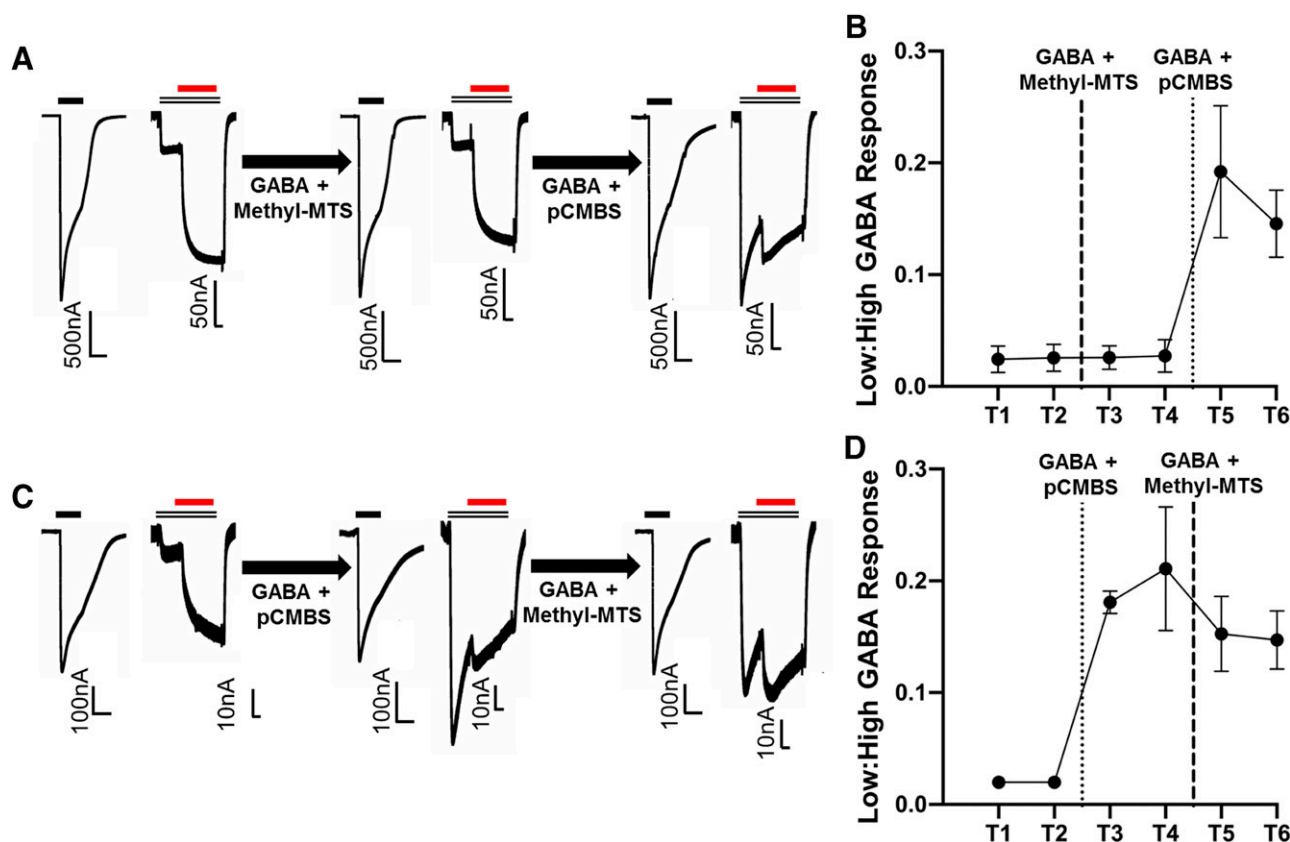 A
GABA +
Methyl-MTS
GABA +
pCMBS
500nA
50nA
500nA
50nA
500nA
50nA
B
GABA +
Methyl-MTS
GABA +
pCMBS
Low:High GABA Response
0.3
0.2
0.1
0.0
T1 T2 T3 T4 T5 T6
C
GABA +
pCMBS
GABA +
Methyl-MTS
100nA
10nA
100nA
10nA
100nA
10nA
D
GABA +
pCMBS
GABA +
Methyl-MTS
Low:High GABA Response
0.3
0.2
0.1
0.0
T1 T2 T3 T4 T5 T6